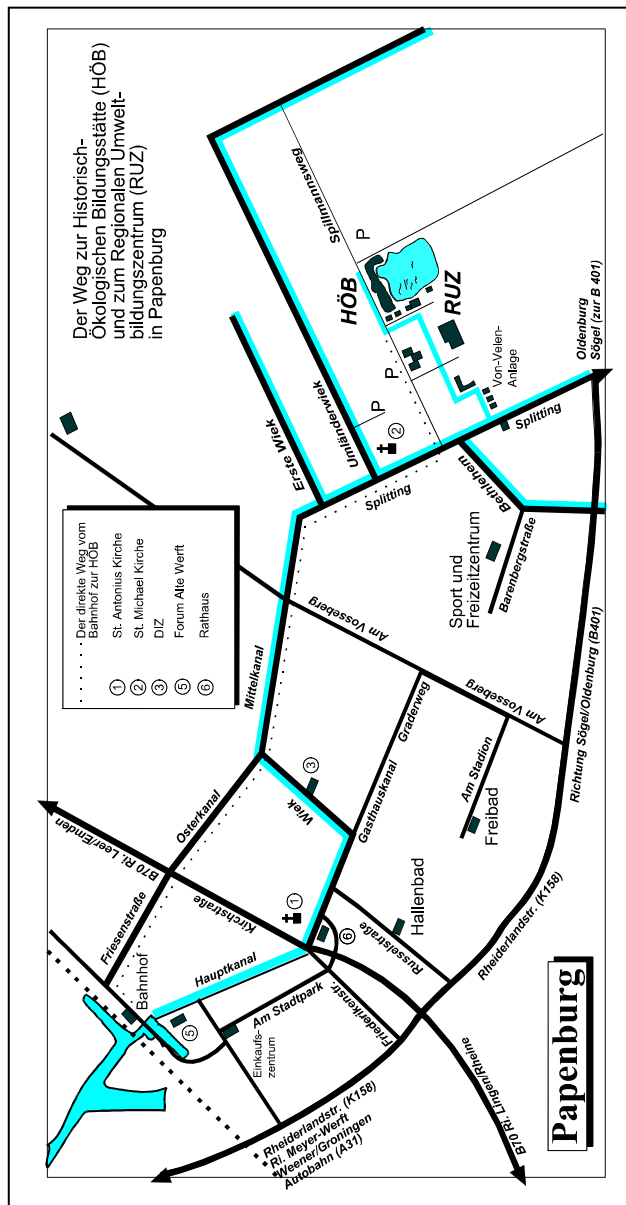 Der Weg zur Historisch-
Ökologischen Bildungsstätte (HÖB)
und zum Regionalen Umwelt-
bildungszentrum (RUZ)
in Papenburg
. . . . . Der direkte Weg vom
Bahnhof zur HÖB
① St. Antonius Kirche
② St. Michael Kirche
③ DIZ
⑤ Forum Alte Werft
⑥ Rathaus
B70 Ri. Leer/Emden
Friesenstraße
Osterkanal
Mittelkanal
Erste Wiek
Umländerwiek
Spillmannsweg
P
P
P
HÖB
RUZ
②
Splitting
Von-Velen-
Anlage
Splitting
Oldenburg
Sögel (zur B 401)
Bethlehem
Sport und
Freizeitzentrum
Barenbergstraße
Am Vosseberg
Am Vosseberg
Graderweg
Gasthauskanal
Wiek
③
Kirchstraße
①
Hauptkanal
Bahnhof
⑤
Am Stadtpark
Einkaufs-
zentrum
Friederikenstr.
⑥
Russelstraße
Hallenbad
Am Stadion
Freibad
Rheiderlandstr. (K158)
Richtung Sögel/Oldenburg (B401)
Rheiderlandstr. (K158)
Ri. Meyer-Werft
Weener/Groningen
Autobahn (A31)
B70 Ri. Lingen/Rheine
Papenburg